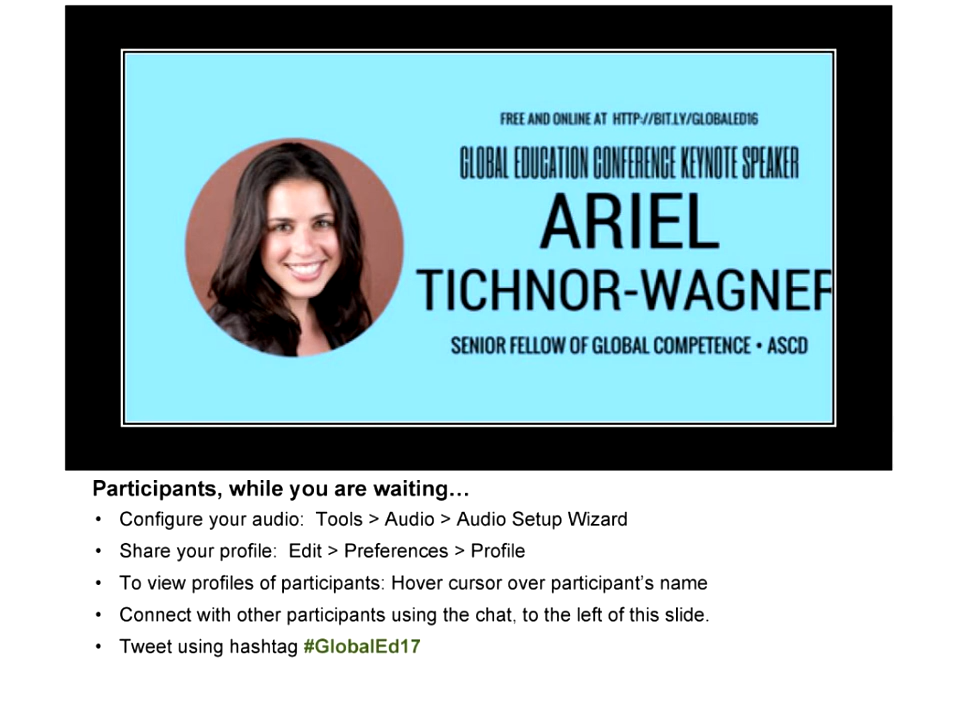 FREE AND ONLINE AT HTTP://BIT.LY/GLOBALED16
GLOBAL EDUCATION CONFERENCE KEYNOTE SPEAKER
ARIEL
TICHNOR-WAGNER
SENIOR FELLOW OF GLOBAL COMPETENCE • ASCD
Participants, while you are waiting…
• Configure your audio: Tools > Audio > Audio Setup Wizard
• Share your profile: Edit > Preferences > Profile
• To view profiles of participants: Hover cursor over participant’s name
• Connect with other participants using the chat, to the left of this slide.
• Tweet using hashtag #GlobalEd17